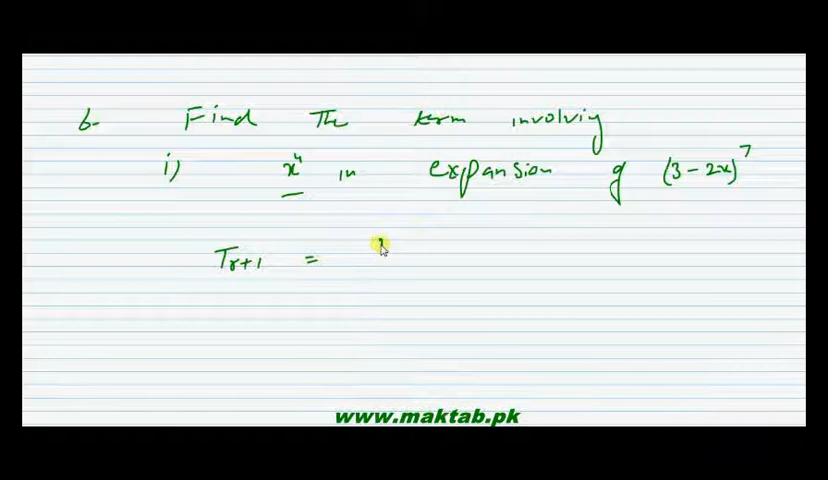 6- Find The term involving
i) x⁴ in expansion of (3-2x)⁷
Tr+1 =
www.maktab.pk